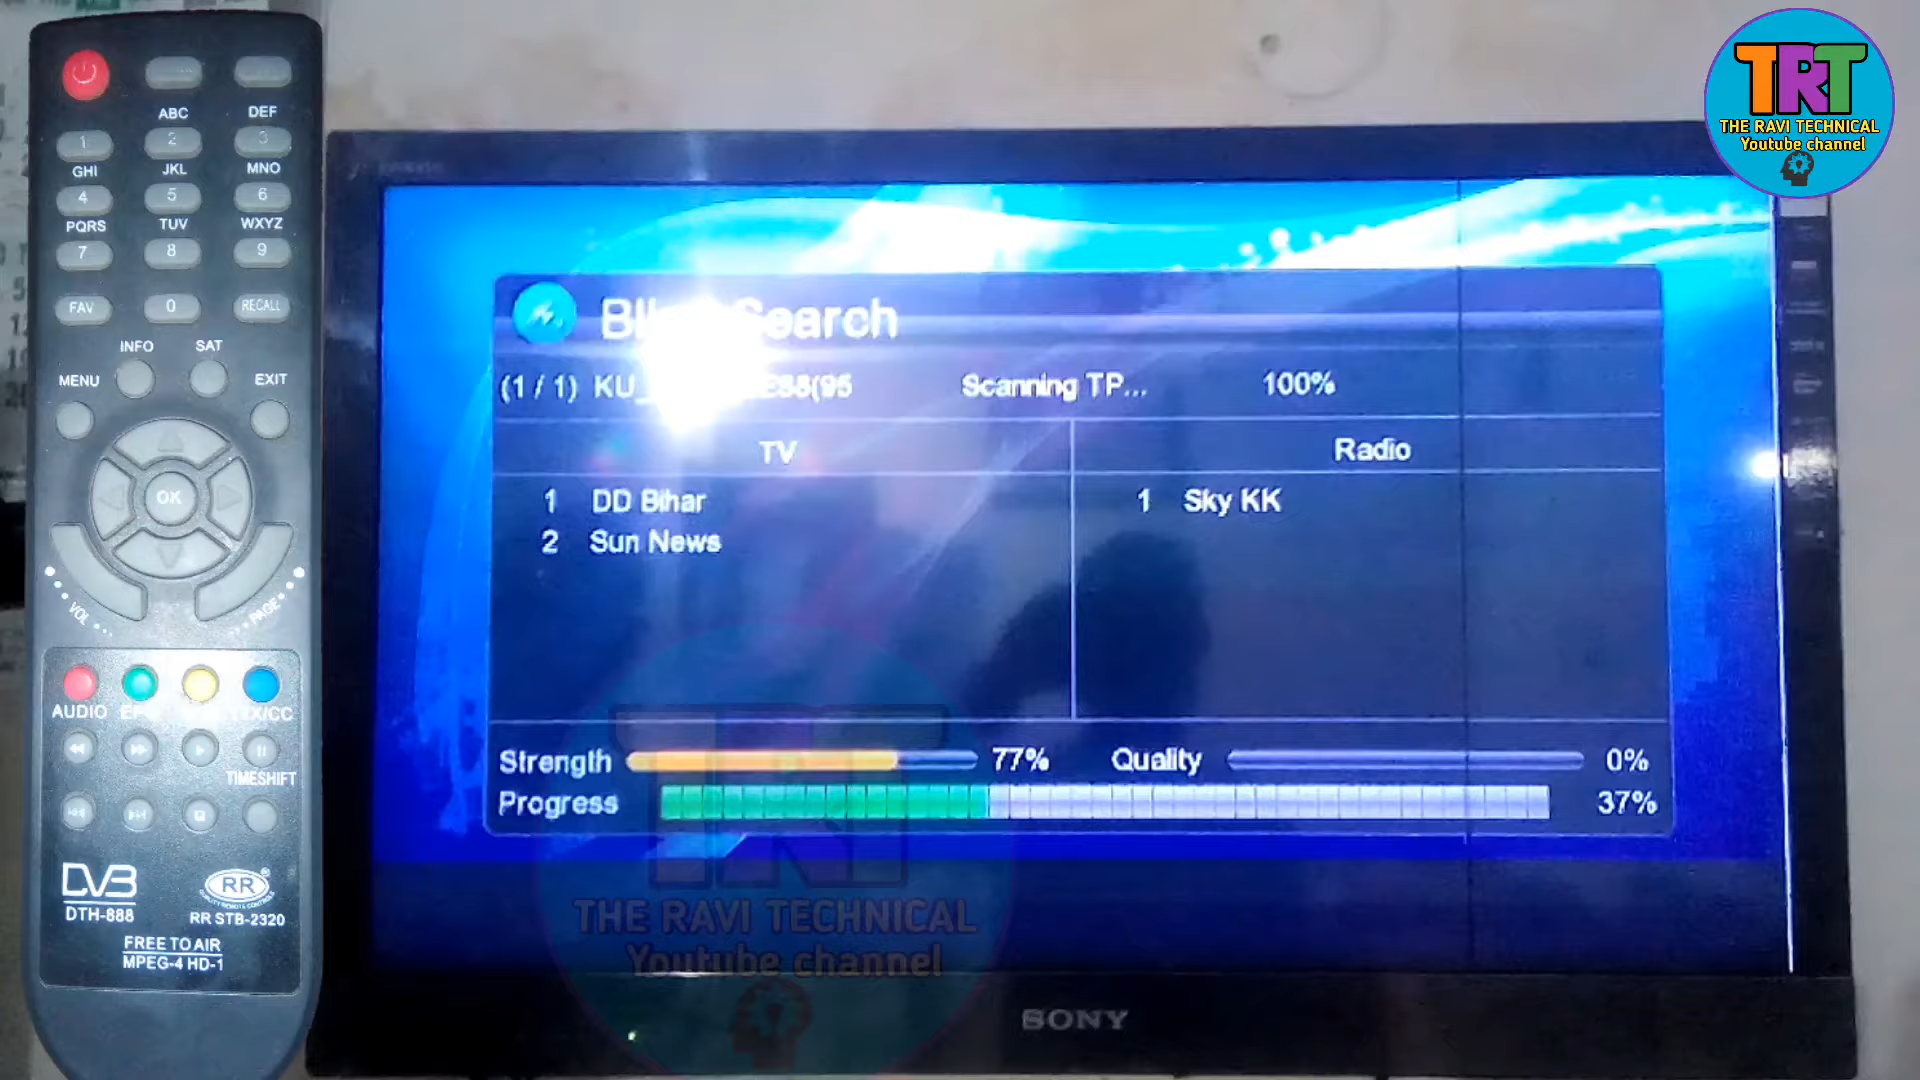 TRT
THE RAVI TECHNICAL
Youtube channel
ABC DEF
1 2 3
GHI JKL MNO
4 5 6
PQRS TUV WXYZ
7 8 9
FAV 0 RECALL
INFO SAT
MENU EXIT
OK
VOL PAGE
AUDIO
TIMESHIFT
DVB
DTH-888
RR
RR STB-2320
FREE TO AIR
MPEG-4 HD-1
Search
(1 / 1) Scanning TP... 100%
TV Radio
1 DD Bihar 1 Sky KK
2 Sun News
Strength 77% Quality 0%
Progress 37%
TRT
THE RAVI TECHNICAL
Youtube channel
SONY